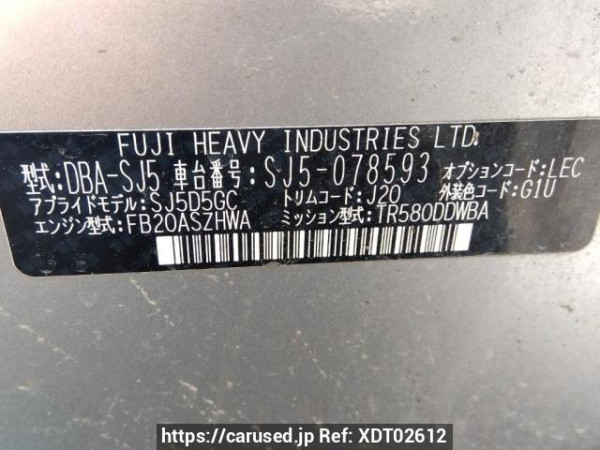 FUJI HEAVY INDUSTRIES LTD.
型式:DBA-SJ5 車台番号:SJ5-078593 オプションコード:LEC
アプライドモデル:SJ5D5GC トリムコード:J20 外装色コード:G1U
エンジン型式:FB20ASZHWA ミッション型式:TR580DDWBA
https://carused.jp Ref: XDT02612